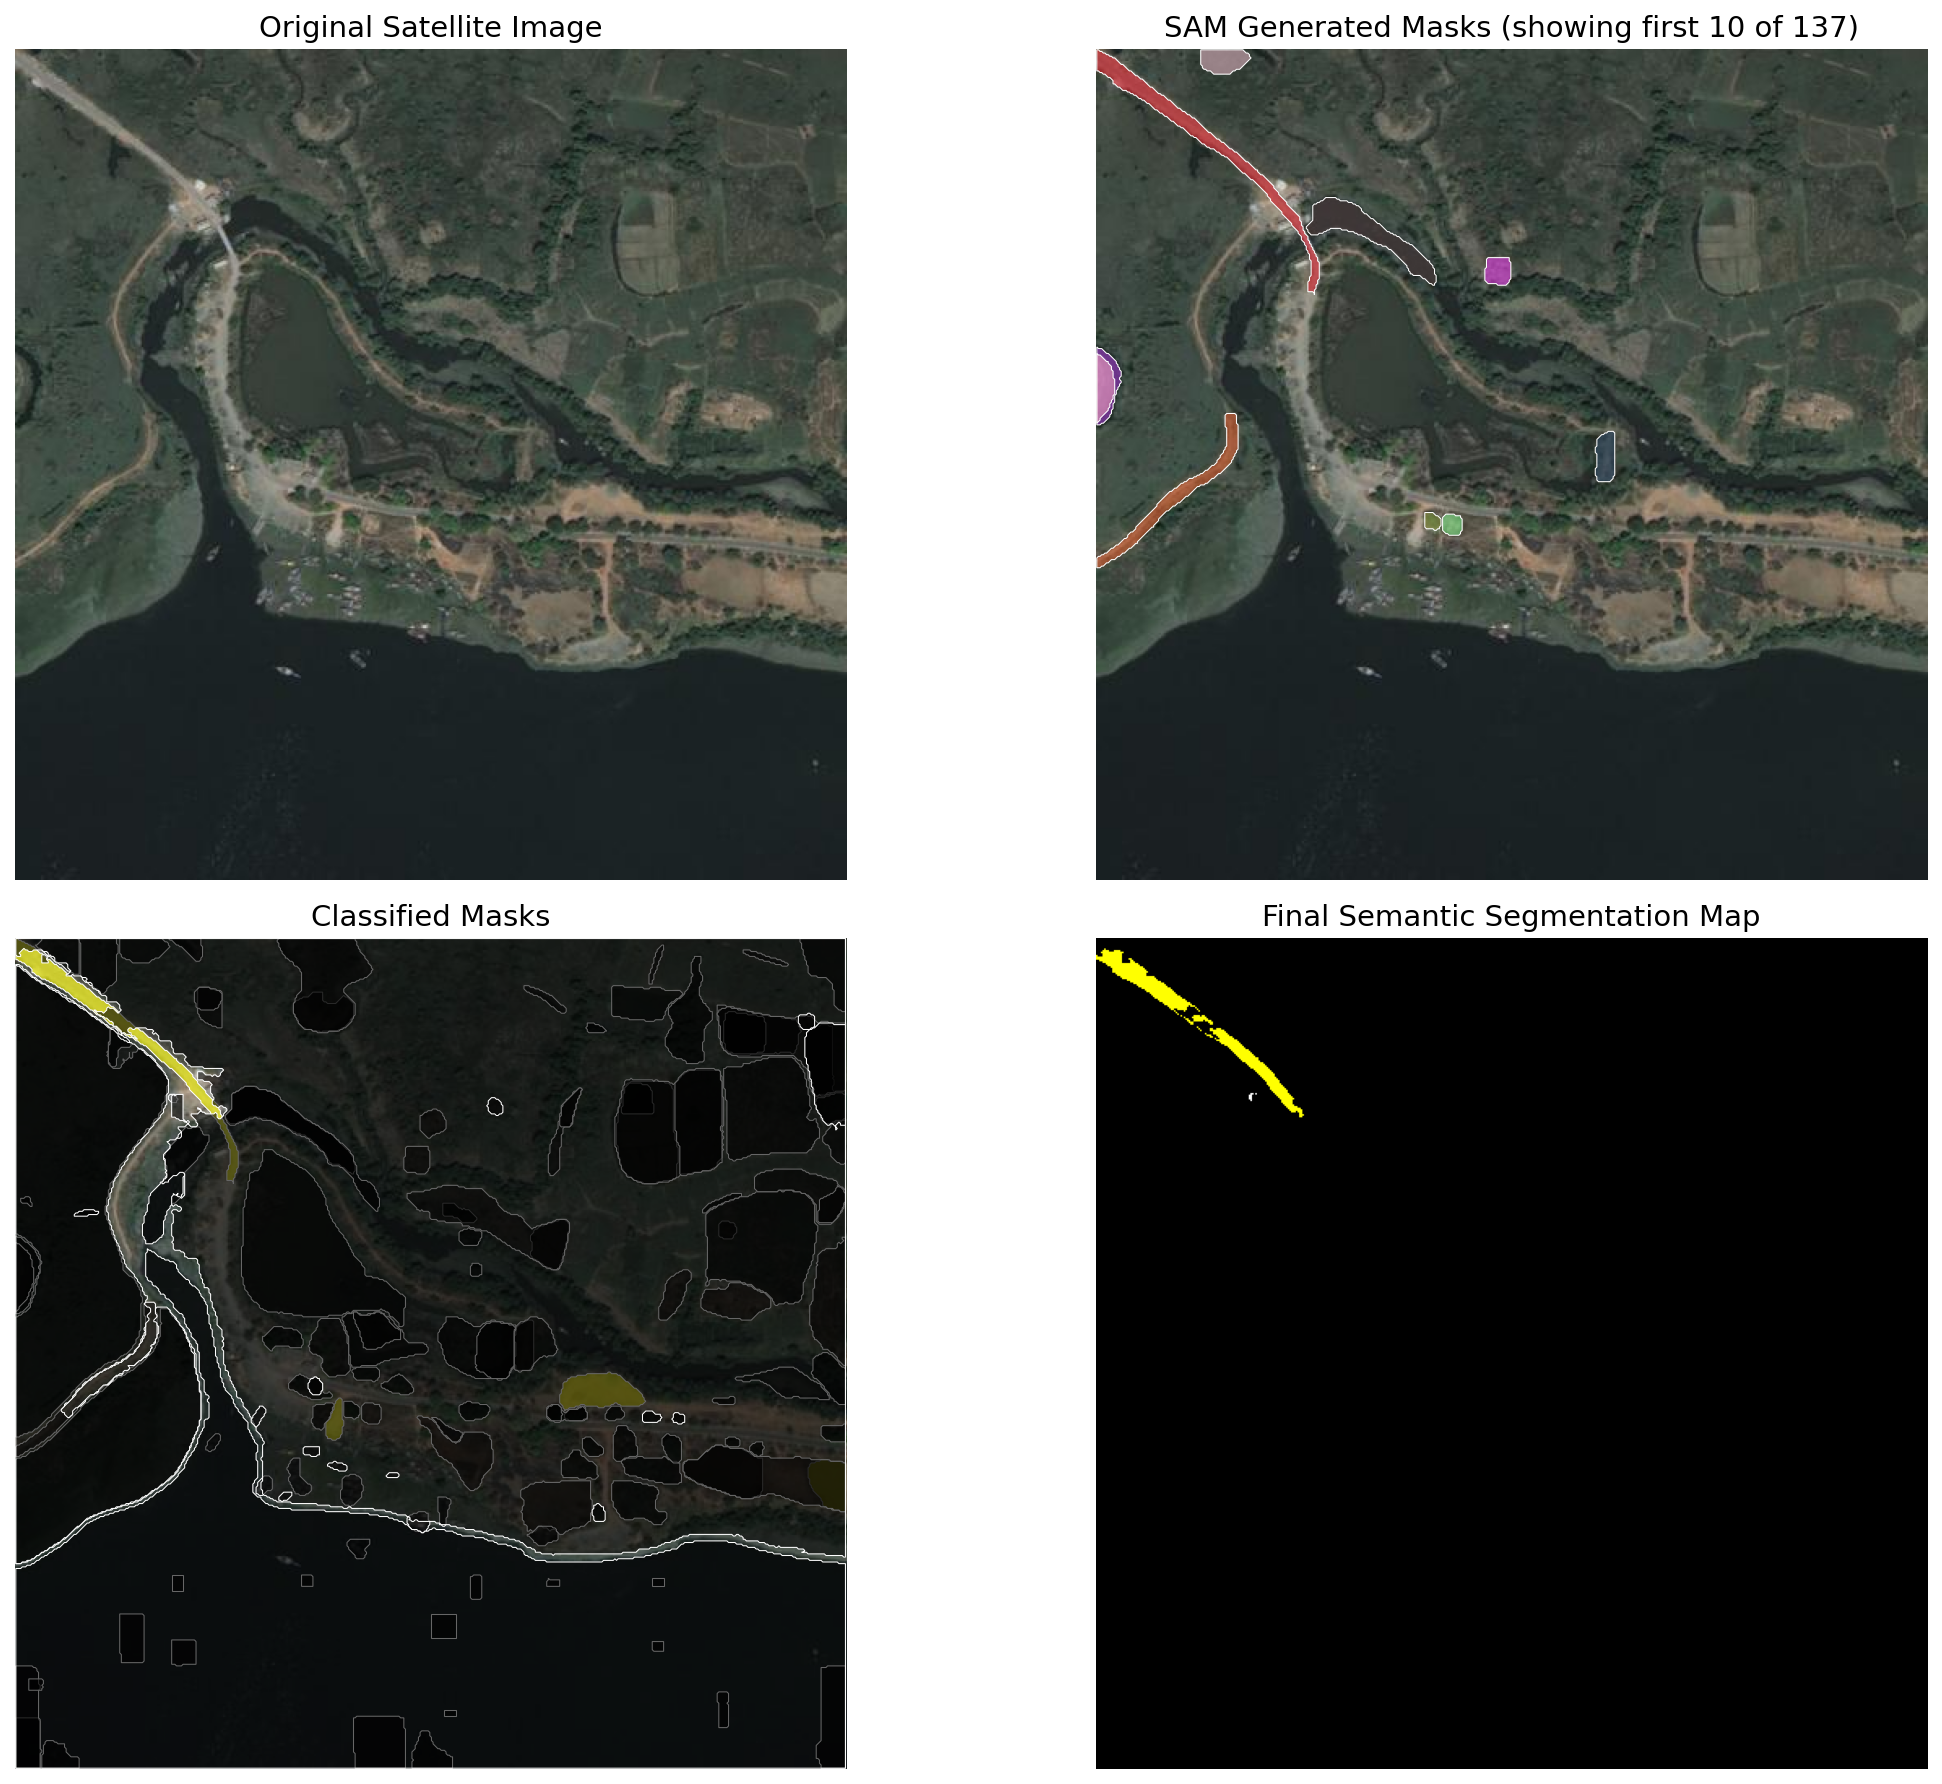 Original Satellite Image
SAM Generated Masks (showing first 10 of 137)
Classified Masks
Final Semantic Segmentation Map